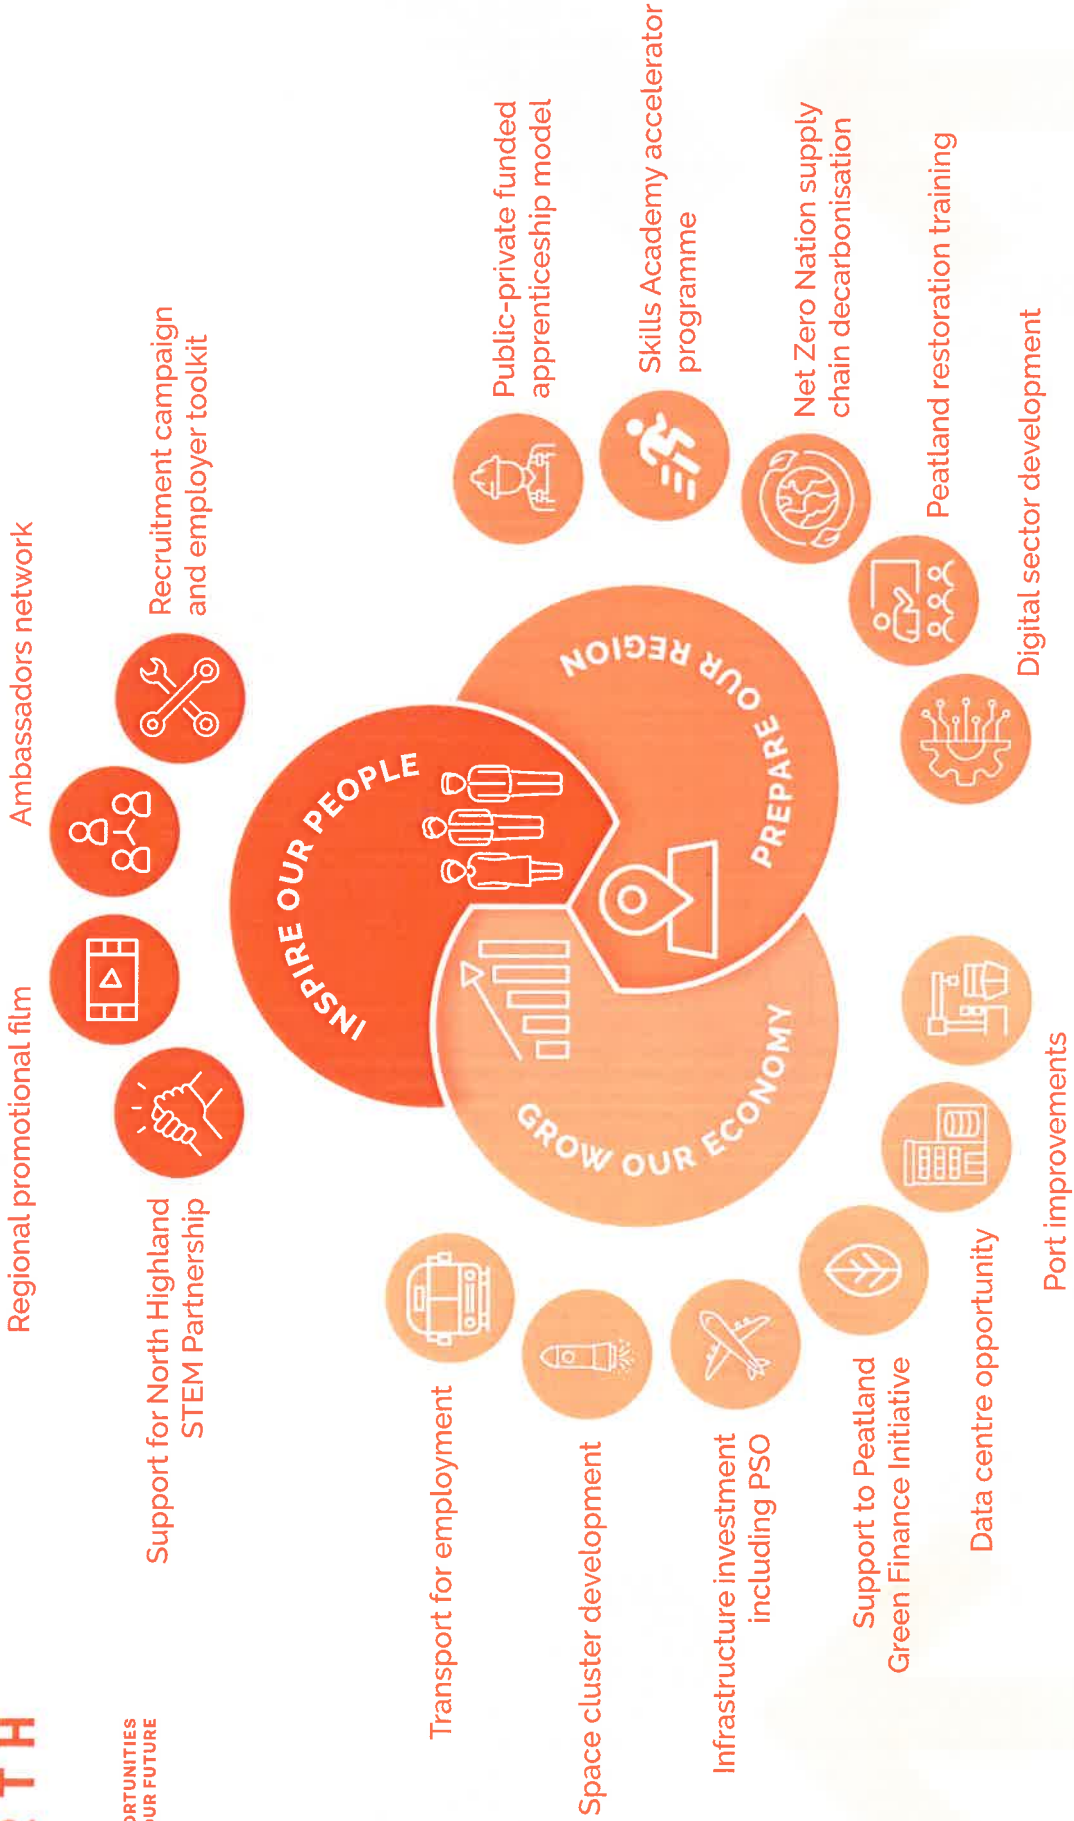 TH
OUR FUTURE
Regional promotional film
Ambassadors network
Support for North Highland
STEM Partnership
Recruitment campaign
and employer toolkit
INSPIRE OUR PEOPLE
PREPARE OUR REGION
GROW OUR ECONOMY
Public-private funded
apprenticeship model
Skills Academy accelerator
programme
Net Zero Nation supply
chain decarbonisation
Peatland restoration training
Digital sector development
Transport for employment
Space cluster development
Infrastructure investment
including PSO
Support to Peatland
Green Finance Initiative
Data centre opportunity
Port improvements